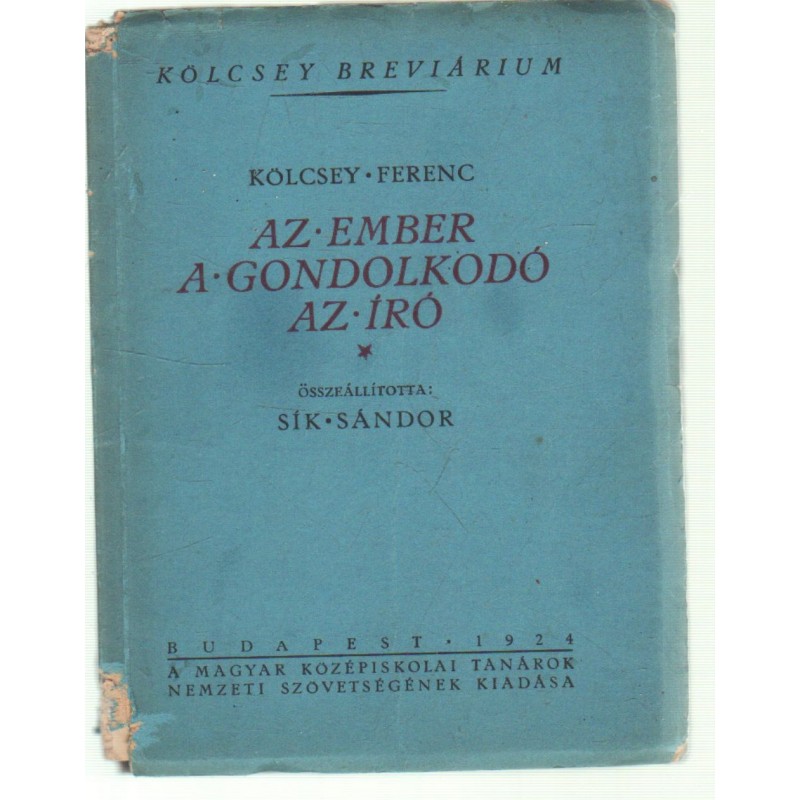 KÖLCSEY BREVIÁRIUM
KÖLCSEY · FERENC
AZ · EMBER
A · GONDOLKODÓ
AZ · ÍRÓ
ÖSSZEÁLLÍTOTTA:
SÍK · SÁNDOR
BUDAPEST · 1924
A MAGYAR KÖZÉPISKOLAI TANÁROK
NEMZETI SZÖVETSÉGÉNEK KIADÁSA